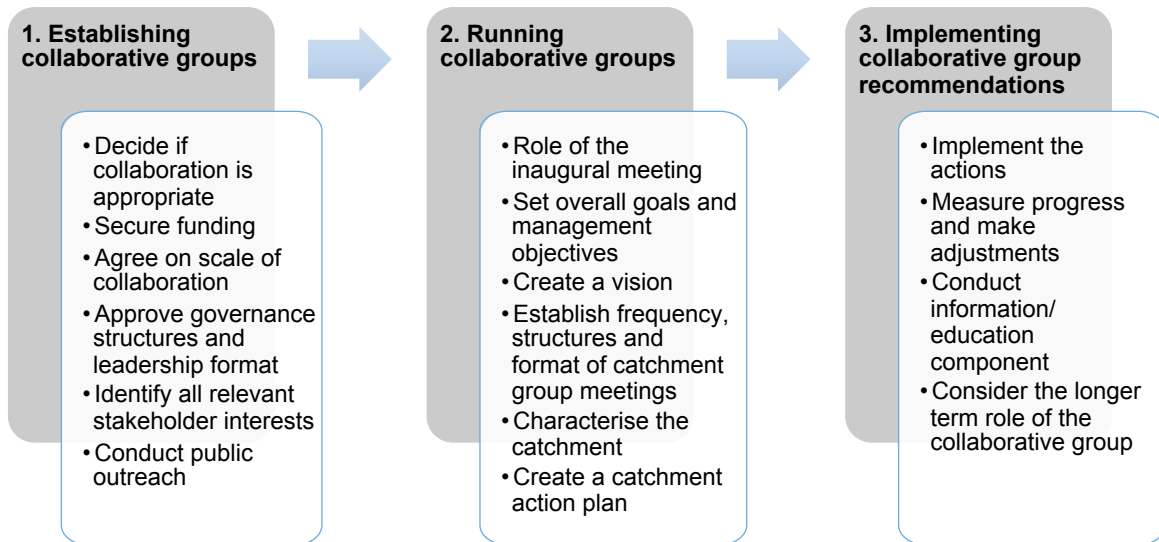 1. Establishing
collaborative groups
• Decide if
collaboration is
appropriate
• Secure funding
• Agree on scale of
collaboration
• Approve governance
structures and
leadership format
• Identify all relevant
stakeholder interests
• Conduct public
outreach
2. Running
collaborative groups
• Role of the
inaugural meeting
• Set overall goals and
management
objectives
• Create a vision
• Establish frequency,
structures and
format of catchment
group meetings
• Characterise the
catchment
• Create a catchment
action plan
3. Implementing
collaborative group
recommendations
• Implement the
actions
• Measure progress
and make
adjustments
• Conduct
information/
education
component
• Consider the longer
term role of the
collaborative group